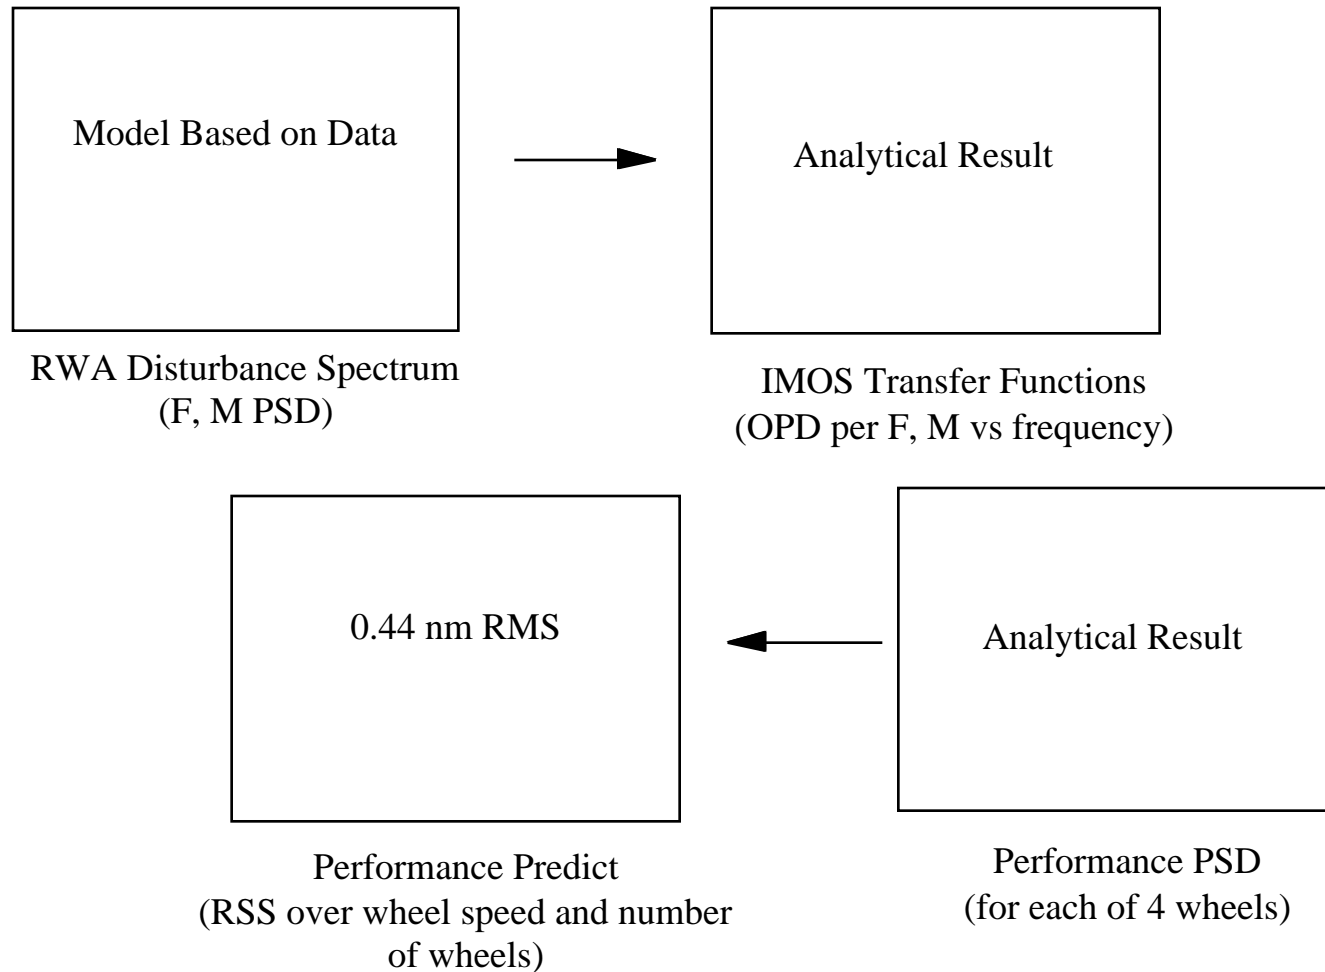 Model Based on Data
RWA Disturbance Spectrum
(F, M PSD)
Analytical Result
IMOS Transfer Functions
(OPD per F, M vs frequency)
0.44 nm RMS
Performance Predict
(RSS over wheel speed and number
of wheels)
Analytical Result
Performance PSD
(for each of 4 wheels)